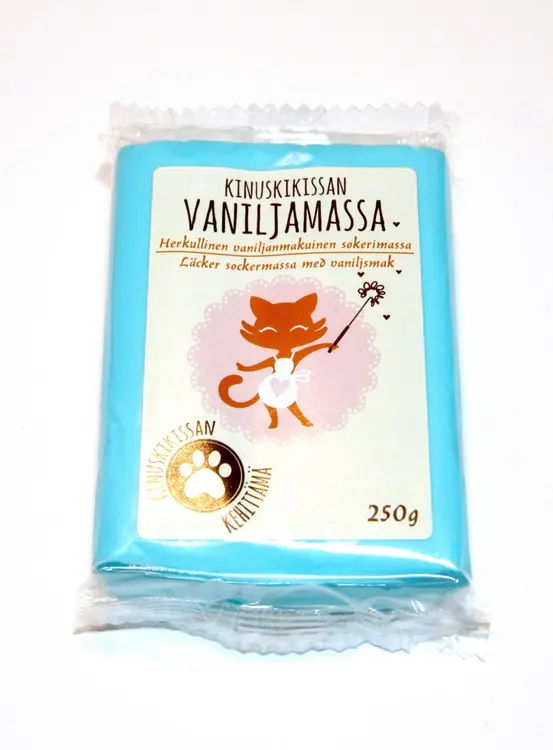 KINUSKIKISSAN
VANILJAMASSA
Herkullinen vaniljanmakuinen sokerimassa
Läcker sockermassa med vaniljsmak
KINUSKIKISSAN
KEHITTÄMÄ
250g